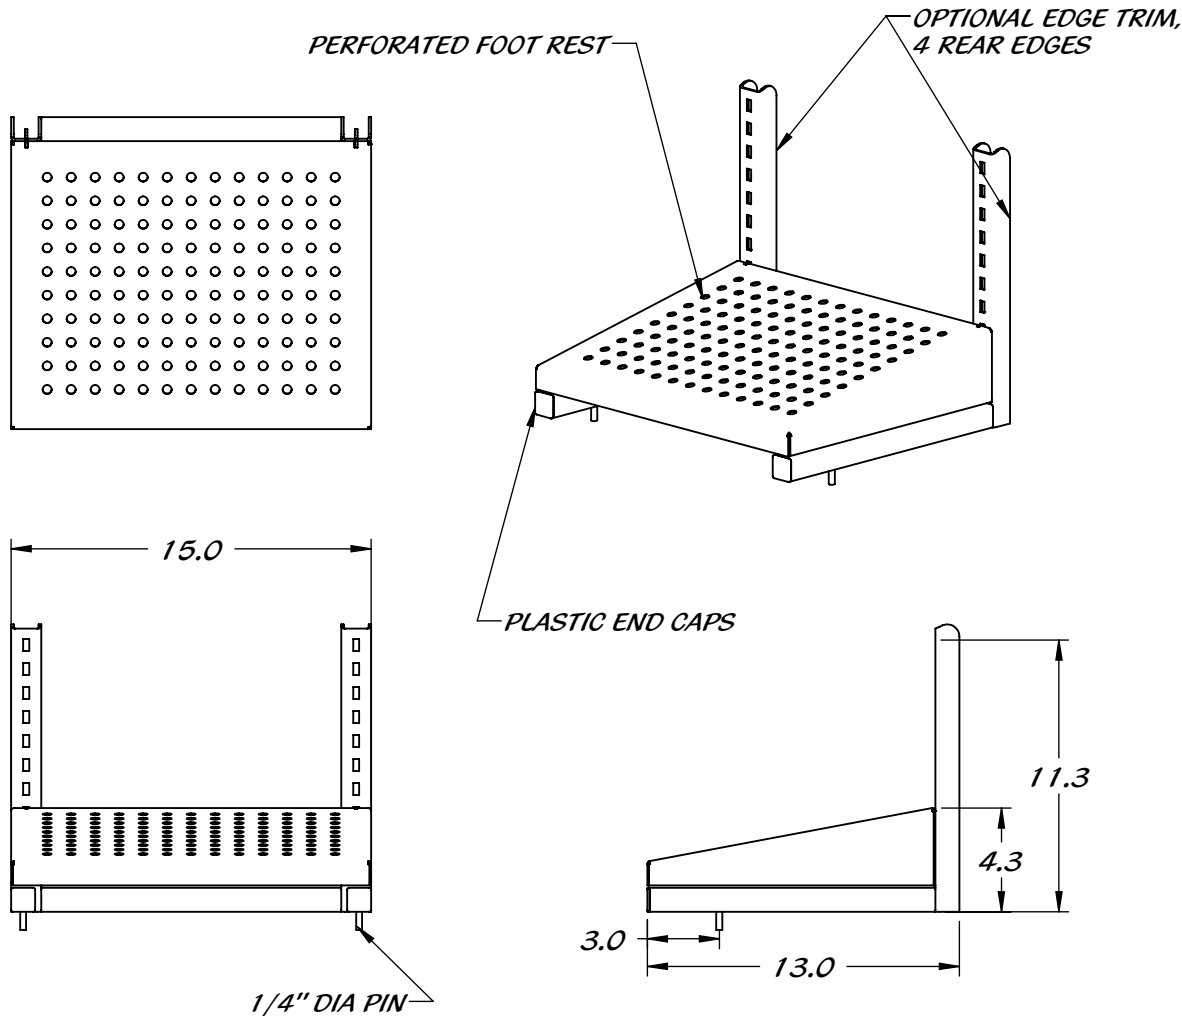 OPTIONAL EDGE TRIM,
4 REAR EDGES
PERFORATED FOOT REST
15.0
PLASTIC END CAPS
11.3
4.3
3.0
13.0
1/4" DIA PIN